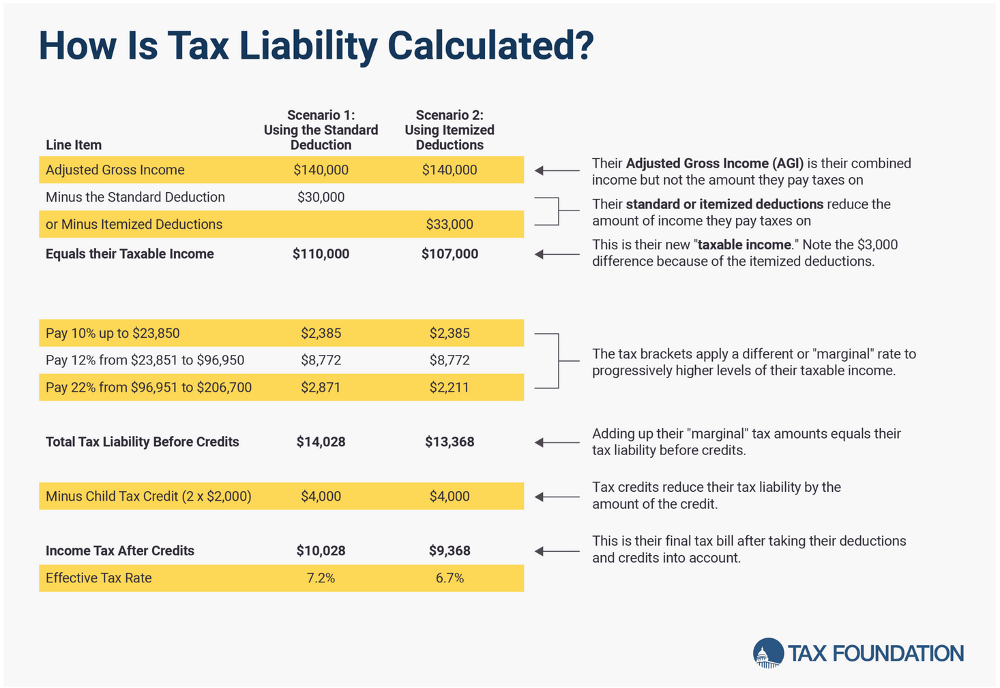 How Is Tax Liability Calculated?
Line Item
Scenario 1:
Using the Standard
Deduction
Scenario 2:
Using Itemized
Deductions
Adjusted Gross Income $140,000 $140,000
Their Adjusted Gross Income (AGI) is their combined
income but not the amount they pay taxes on
Minus the Standard Deduction $30,000
or Minus Itemized Deductions $33,000
Their standard or itemized deductions reduce the
amount of income they pay taxes on
Equals their Taxable Income $110,000 $107,000
This is their new "taxable income." Note the $3,000
difference because of the itemized deductions.
Pay 10% up to $23,850 $2,385 $2,385
Pay 12% from $23,851 to $96,950 $8,772 $8,772
Pay 22% from $96,951 to $206,700 $2,871 $2,211
The tax brackets apply a different or "marginal" rate to
progressively higher levels of their taxable income.
Total Tax Liability Before Credits $14,028 $13,368
Adding up their "marginal" tax amounts equals their
tax liability before credits.
Minus Child Tax Credit (2 x $2,000) $4,000 $4,000
Tax credits reduce their tax liability by the
amount of the credit.
Income Tax After Credits $10,028 $9,368
This is their final tax bill after taking their deductions
and credits into account.
Effective Tax Rate 7.2% 6.7%
TAX FOUNDATION